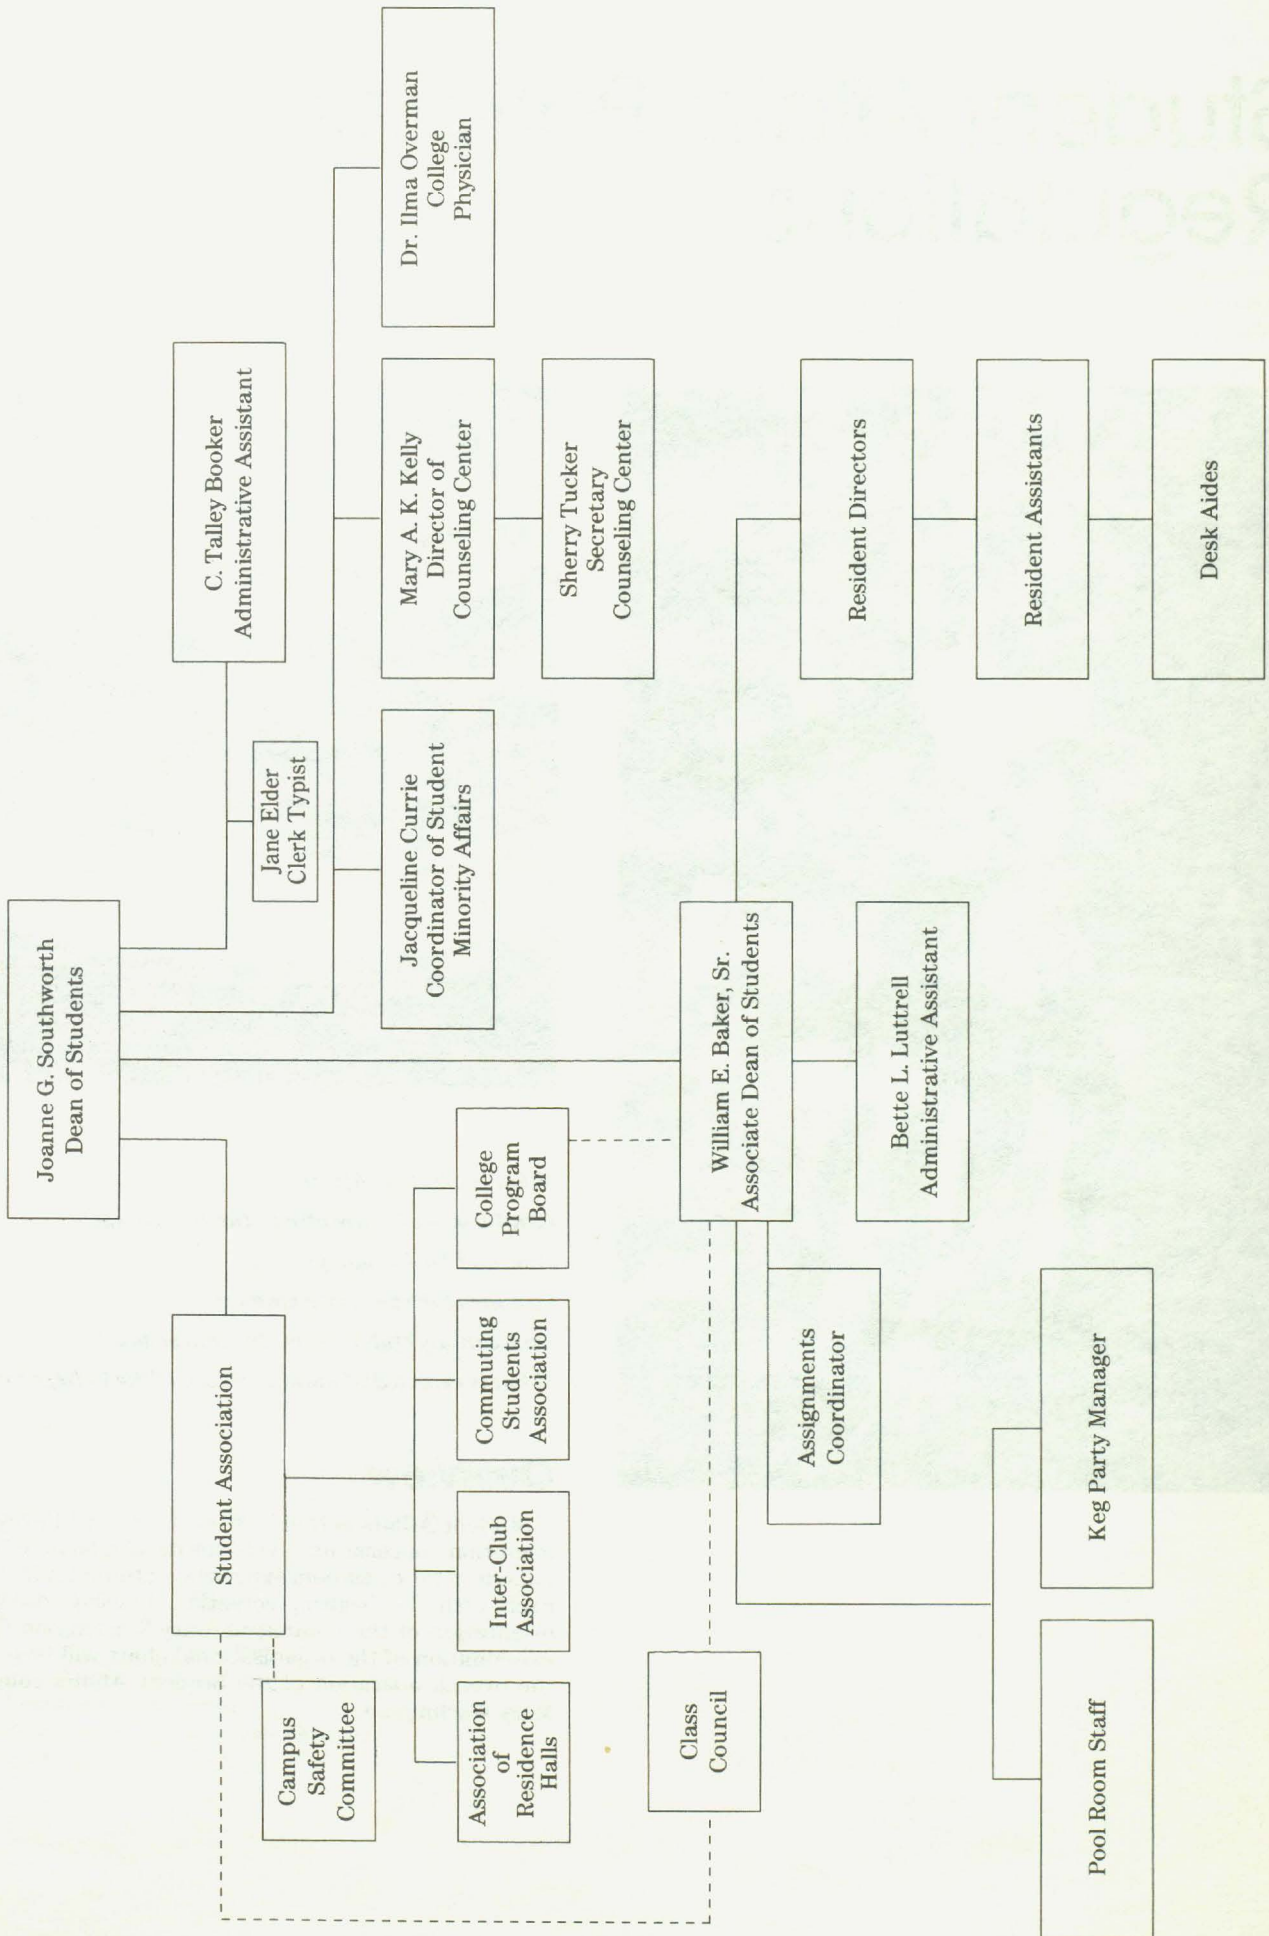 Joanne G. Southworth
Dean of Students
C. Talley Booker
Administrative Assistant
Jane Elder
Clerk Typist
Student Association
Campus
Safety
Committee
Dr. Ilma Overman
College
Physician
Mary A. K. Kelly
Director of
Counseling Center
Jacqueline Currie
Coordinator of Student
Minority Affairs
Sherry Tucker
Secretary
Counseling Center
College
Program
Board
Commuting
Students
Association
Inter-Club
Association
Association
of
Residence
Halls
Class
Council
William E. Baker, Sr.
Associate Dean of Students
Bette L. Luttrell
Administrative Assistant
Assignments
Coordinator
Resident Directors
Resident Assistants
Desk Aides
Keg Party Manager
Pool Room Staff